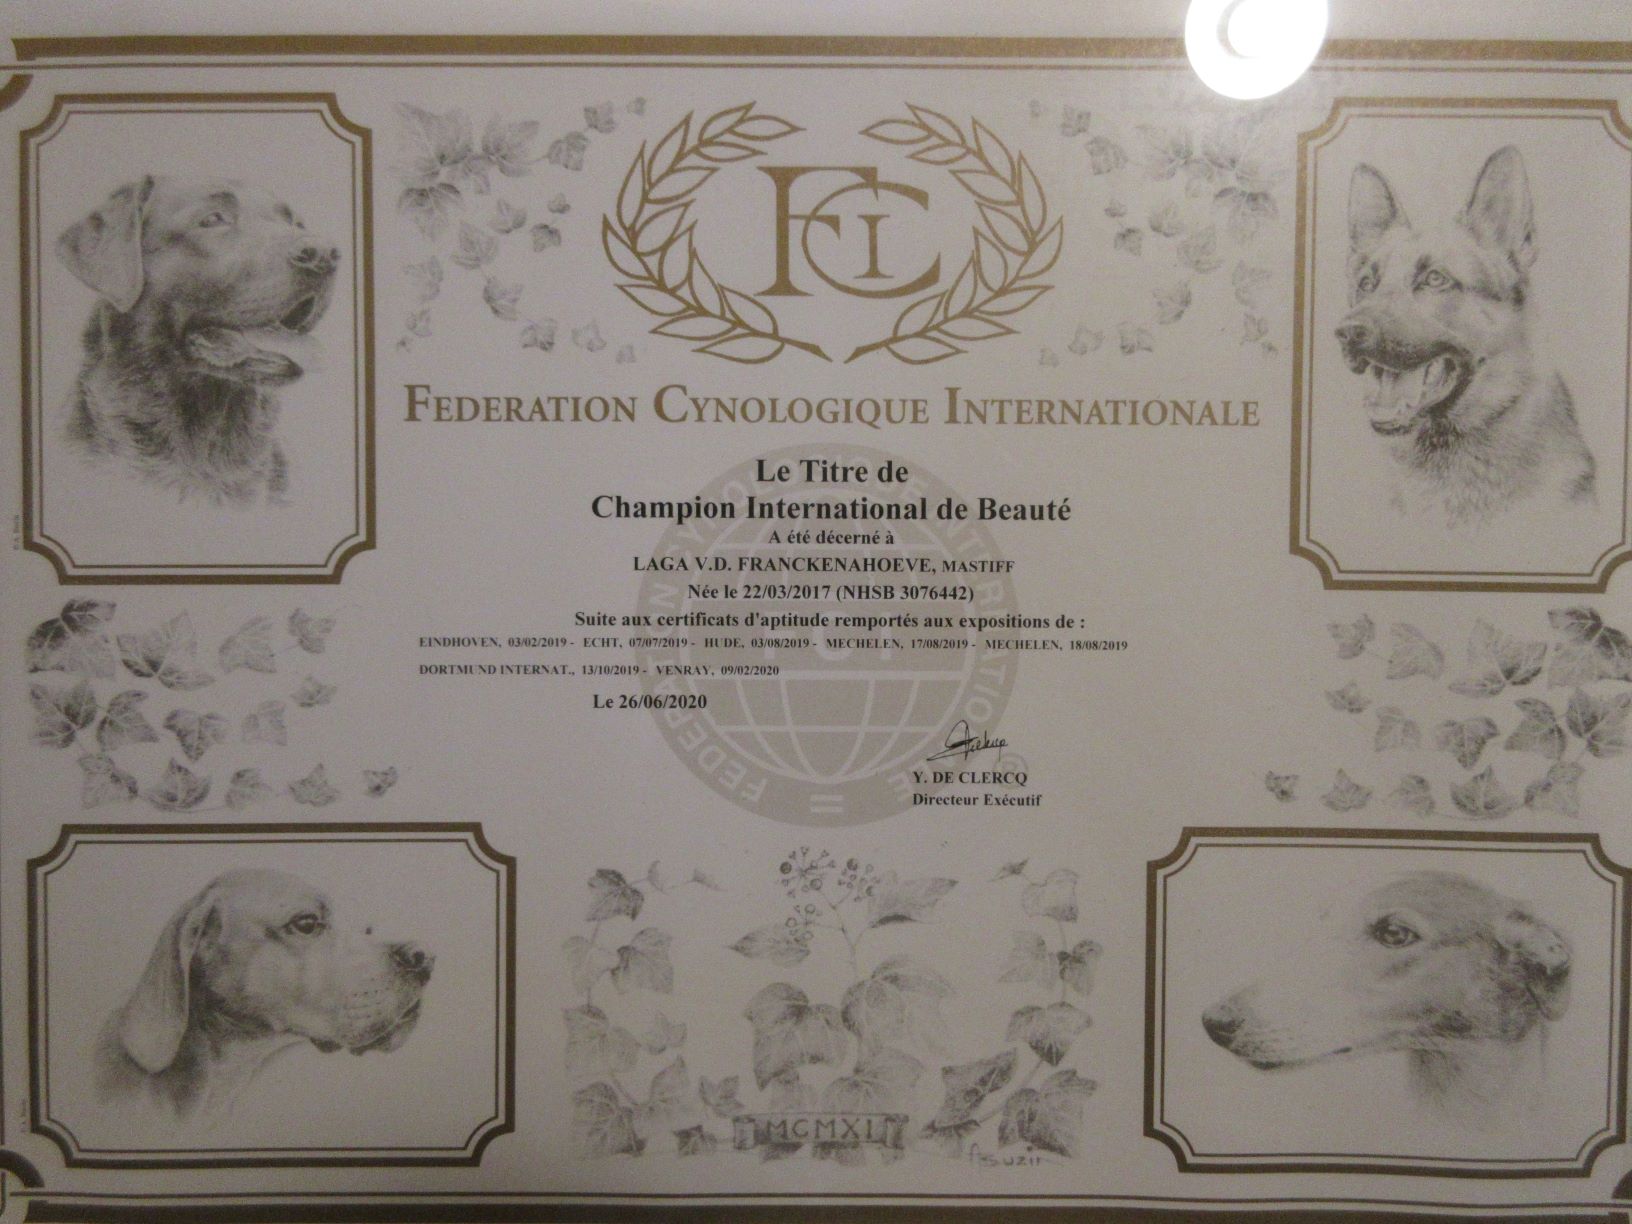 FCI
FEDERATION CYNOLOGIQUE INTERNATIONALE
Le Titre de
Champion International de Beauté
A été décerné à
LAGA V.D. FRANCKENAHOEVE, MASTIFF
Née le 22/03/2017 (NHSB 3076442)
Suite aux certificats d'aptitude remportés aux expositions de :
EINDHOVEN, 03/02/2019 - ECHT, 07/07/2019 - HUDE, 03/08/2019 - MECHELEN, 17/08/2019 - MECHELEN, 18/08/2019
DORTMUND INTERNAT., 13/10/2019 - VENRAY, 09/02/2020
Le 26/06/2020
Y. DE CLERCQ
Directeur Exécutif
MCMXI